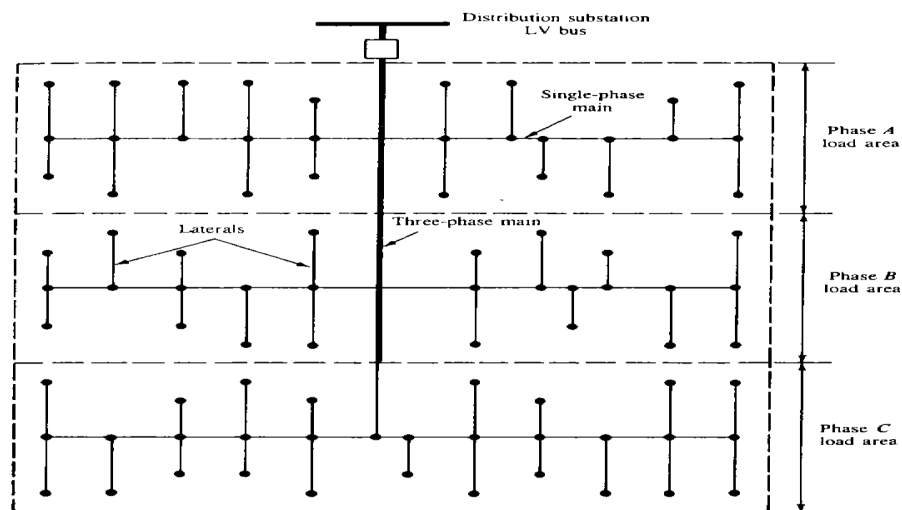 Distribution substation
LV bus
Single-phase
main
Phase A
load area
Laterals
Three-phase main
Phase B
load area
Phase C
load area